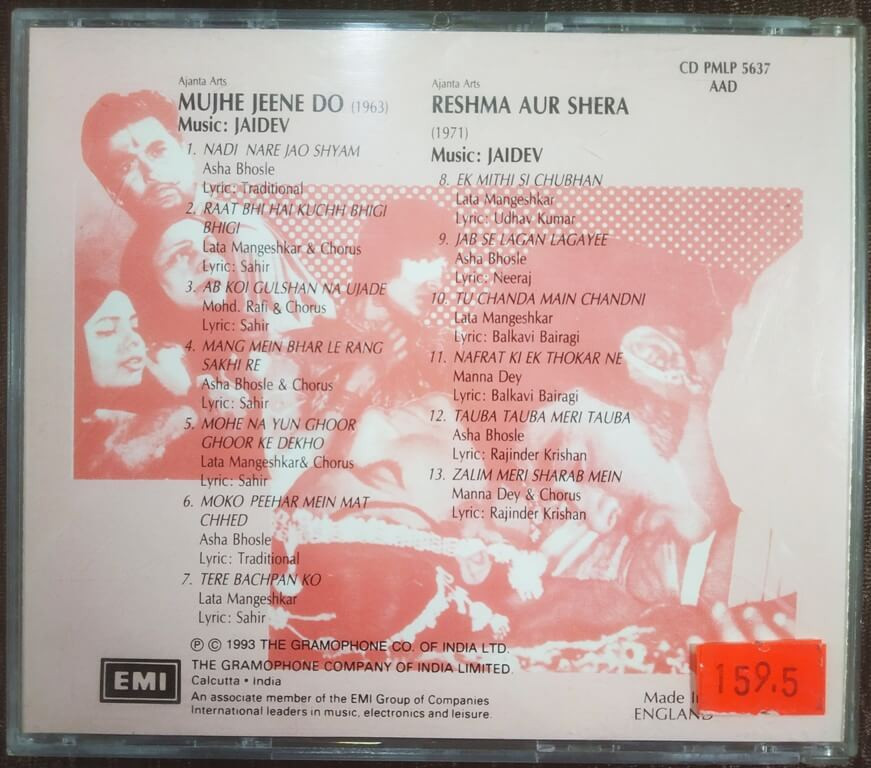 Ajanta Arts
MUJHE JEENE DO (1963)
Music: JAIDEV
1. NADI NARE JAO SHYAM
Asha Bhosle
Lyric: Traditional
2. RAAT BHI HAI KUCHH BHIGI
BHIGI
Lata Mangeshkar & Chorus
Lyric: Sahir
3. AB KOI GULSHAN NA UJADE
Mohd. Rafi & Chorus
Lyric: Sahir
4. MANG MEIN BHAR LE RANG
SAKHI RE
Asha Bhosle & Chorus
Lyric: Sahir
5. MOHE NA YUN GHOOR
GHOOR KE DEKHO
Lata Mangeshkar& Chorus
Lyric: Sahir
6. MOKO PEEHAR MEIN MAT
CHHED
Asha Bhosle
Lyric: Traditional
7. TERE BACHPAN KO
Lata Mangeshkar
Lyric: Sahir
CD PMLP 5637
AAD
Ajanta Arts
RESHMA AUR SHERA
(1971)
Music: JAIDEV
8. EK MITHI SI CHUBHAN
Lata Mangeshkar
Lyric: Udhav Kumar
9. JAB SE LAGAN LAGAYEE
Asha Bhosle
Lyric: Neeraj
10. TU CHANDA MAIN CHANDNI
Lata Mangeshkar
Lyric: Balkavi Bairagi
11. NAFRAT KI EK THOKAR NE
Manna Dey
Lyric: Balkavi Bairagi
12. TAUBA TAUBA MERI TAUBA
Asha Bhosle
Lyric: Rajinder Krishan
13. ZALIM MERI SHARAB MEIN
Manna Dey & Chorus
Lyric: Rajinder Krishan
℗ © 1993 THE GRAMOPHONE CO. OF INDIA LTD.
EMI
THE GRAMOPHONE COMPANY OF INDIA LIMITED.
Calcutta • India
An associate member of the EMI Group of Companies
International leaders in music, electronics and leisure.
Made In
ENGLAND
159.5